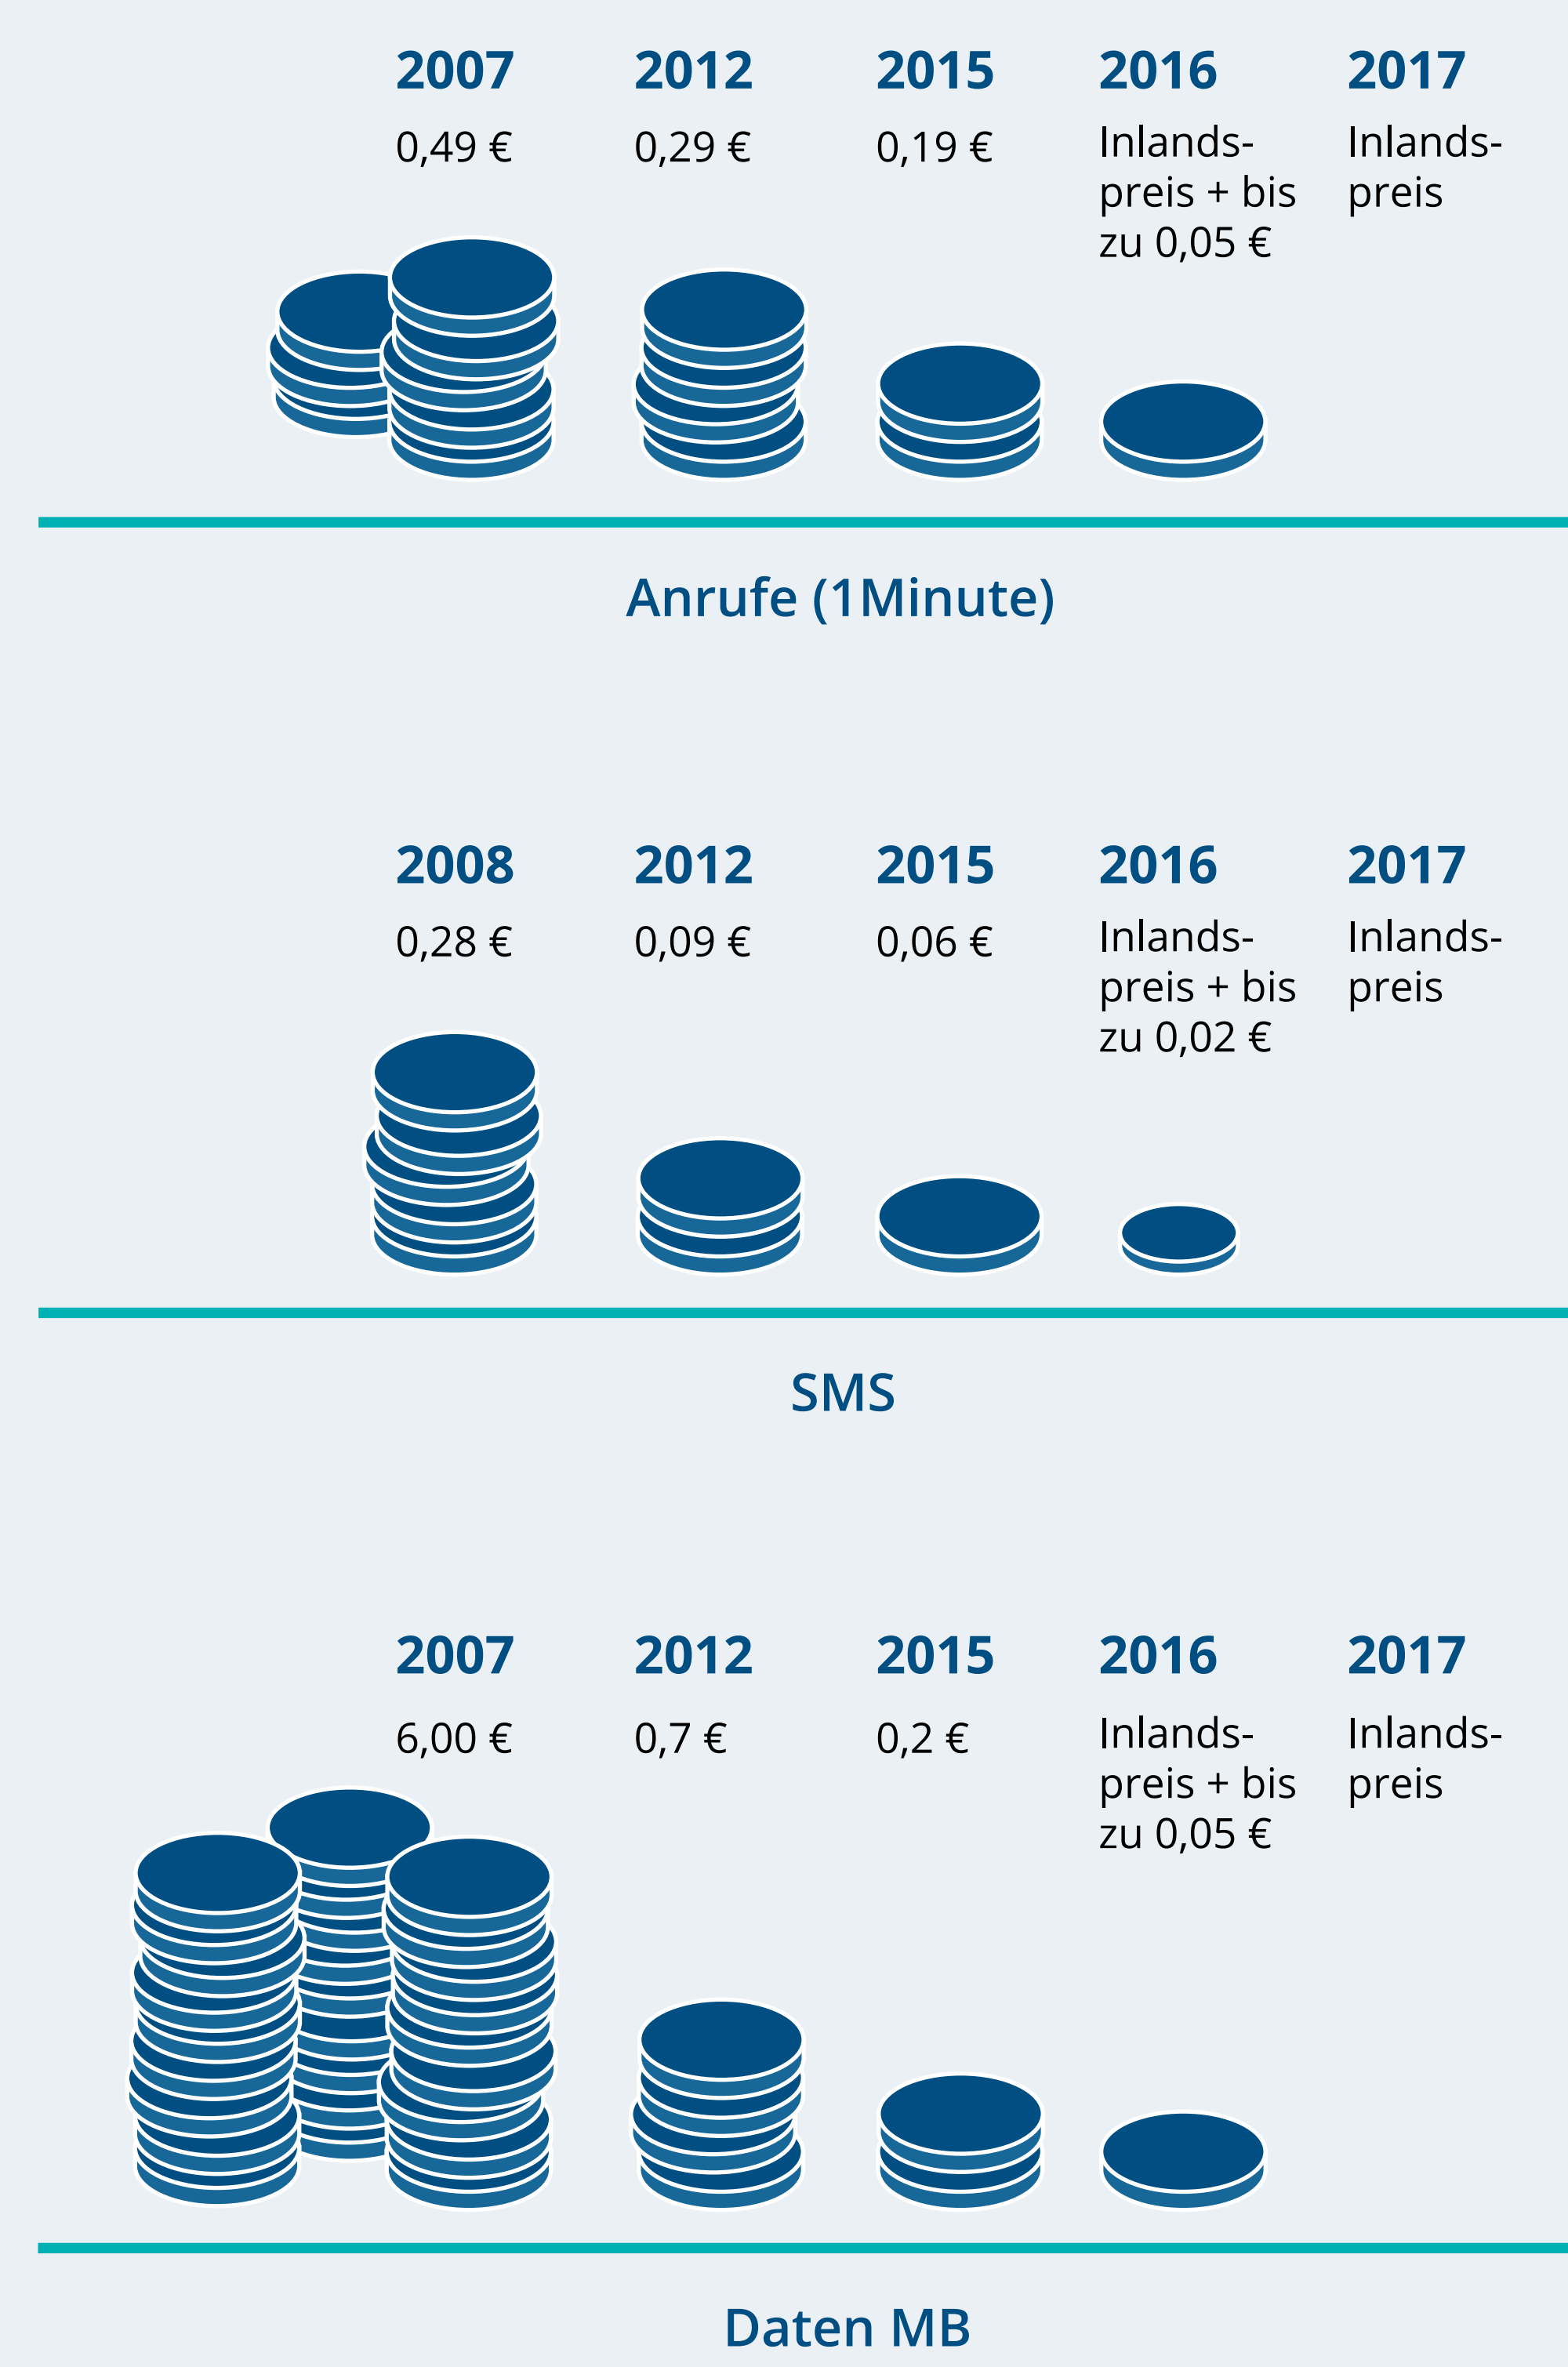 2007 2012 2015 2016 2017
0,49 € 0,29 € 0,19 € Inlands- Inlands-
preis + bis preis
zu 0,05 €
Anrufe (1Minute)
2008 2012 2015 2016 2017
0,28 € 0,09 € 0,06 € Inlands- Inlands-
preis + bis preis
zu 0,02 €
SMS
2007 2012 2015 2016 2017
6,00 € 0,7 € 0,2 € Inlands- Inlands-
preis + bis preis
zu 0,05 €
Daten MB